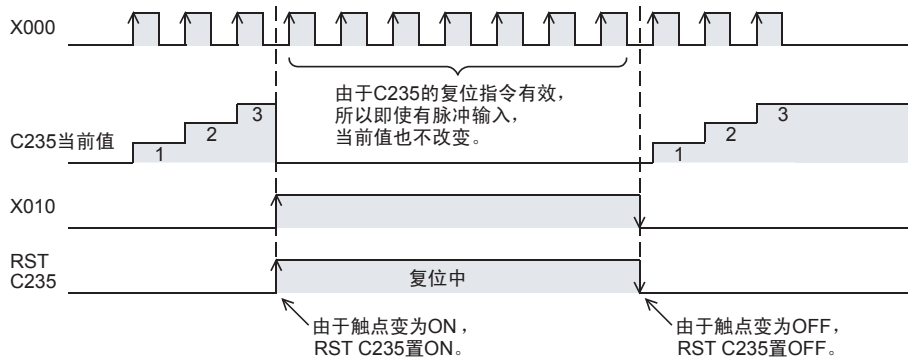 X000
由于C235的复位指令有效，
所以即使有脉冲输入，
当前值也不改变。
C235当前值
1
2
3
1
2
3
X010
RST
C235
复位中
由于触点变为ON，
RST C235置ON。
由于触点变为OFF，
RST C235置OFF。